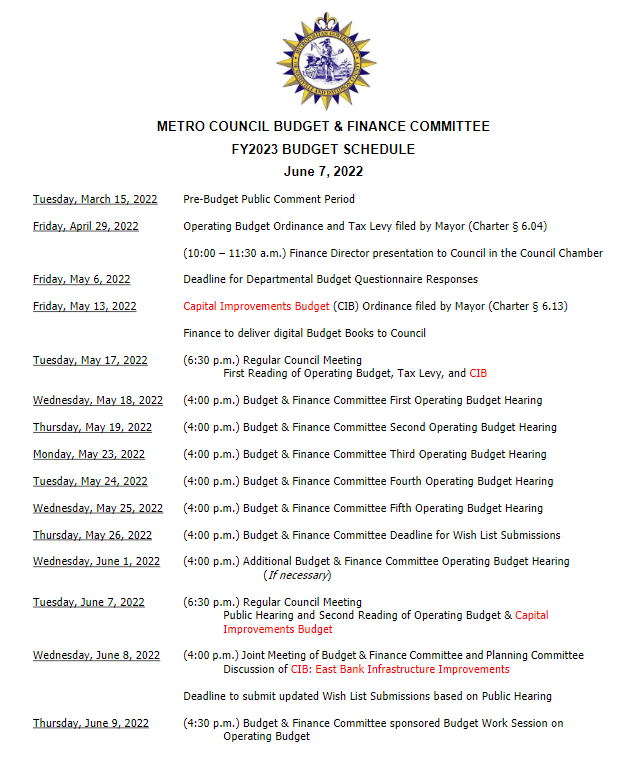 METROPOLITAN GOVERNMENT
METRO COUNCIL BUDGET & FINANCE COMMITTEE
FY2023 BUDGET SCHEDULE
June 7, 2022
Tuesday, March 15, 2022 Pre-Budget Public Comment Period
Friday, April 29, 2022 Operating Budget Ordinance and Tax Levy filed by Mayor (Charter § 6.04)
(10:00 – 11:30 a.m.) Finance Director presentation to Council in the Council Chamber
Friday, May 6, 2022 Deadline for Departmental Budget Questionnaire Responses
Friday, May 13, 2022 Capital Improvements Budget (CIB) Ordinance filed by Mayor (Charter § 6.13)
Finance to deliver digital Budget Books to Council
Tuesday, May 17, 2022 (6:30 p.m.) Regular Council Meeting
First Reading of Operating Budget, Tax Levy, and CIB
Wednesday, May 18, 2022 (4:00 p.m.) Budget & Finance Committee First Operating Budget Hearing
Thursday, May 19, 2022 (4:00 p.m.) Budget & Finance Committee Second Operating Budget Hearing
Monday, May 23, 2022 (4:00 p.m.) Budget & Finance Committee Third Operating Budget Hearing
Tuesday, May 24, 2022 (4:00 p.m.) Budget & Finance Committee Fourth Operating Budget Hearing
Wednesday, May 25, 2022 (4:00 p.m.) Budget & Finance Committee Fifth Operating Budget Hearing
Thursday, May 26, 2022 (4:00 p.m.) Budget & Finance Committee Deadline for Wish List Submissions
Wednesday, June 1, 2022 (4:00 p.m.) Additional Budget & Finance Committee Operating Budget Hearing
(If necessary)
Tuesday, June 7, 2022 (6:30 p.m.) Regular Council Meeting
Public Hearing and Second Reading of Operating Budget & Capital
Improvements Budget
Wednesday, June 8, 2022 (4:00 p.m.) Joint Meeting of Budget & Finance Committee and Planning Committee
Discussion of CIB: East Bank Infrastructure Improvements
Deadline to submit updated Wish List Submissions based on Public Hearing
Thursday, June 9, 2022 (4:30 p.m.) Budget & Finance Committee sponsored Budget Work Session on
Operating Budget